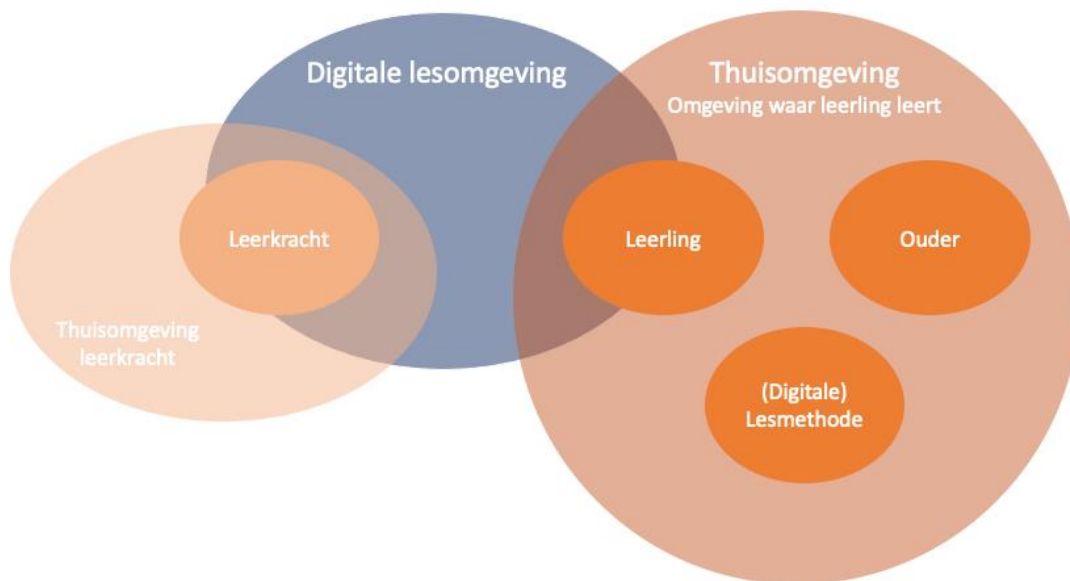 Digitale lesomgeving
Thuisomgeving
Omgeving waar leerling leert
Leerkracht
Leerling
Ouder
Thuisomgeving
leerkracht
(Digitale)
Lesmethode